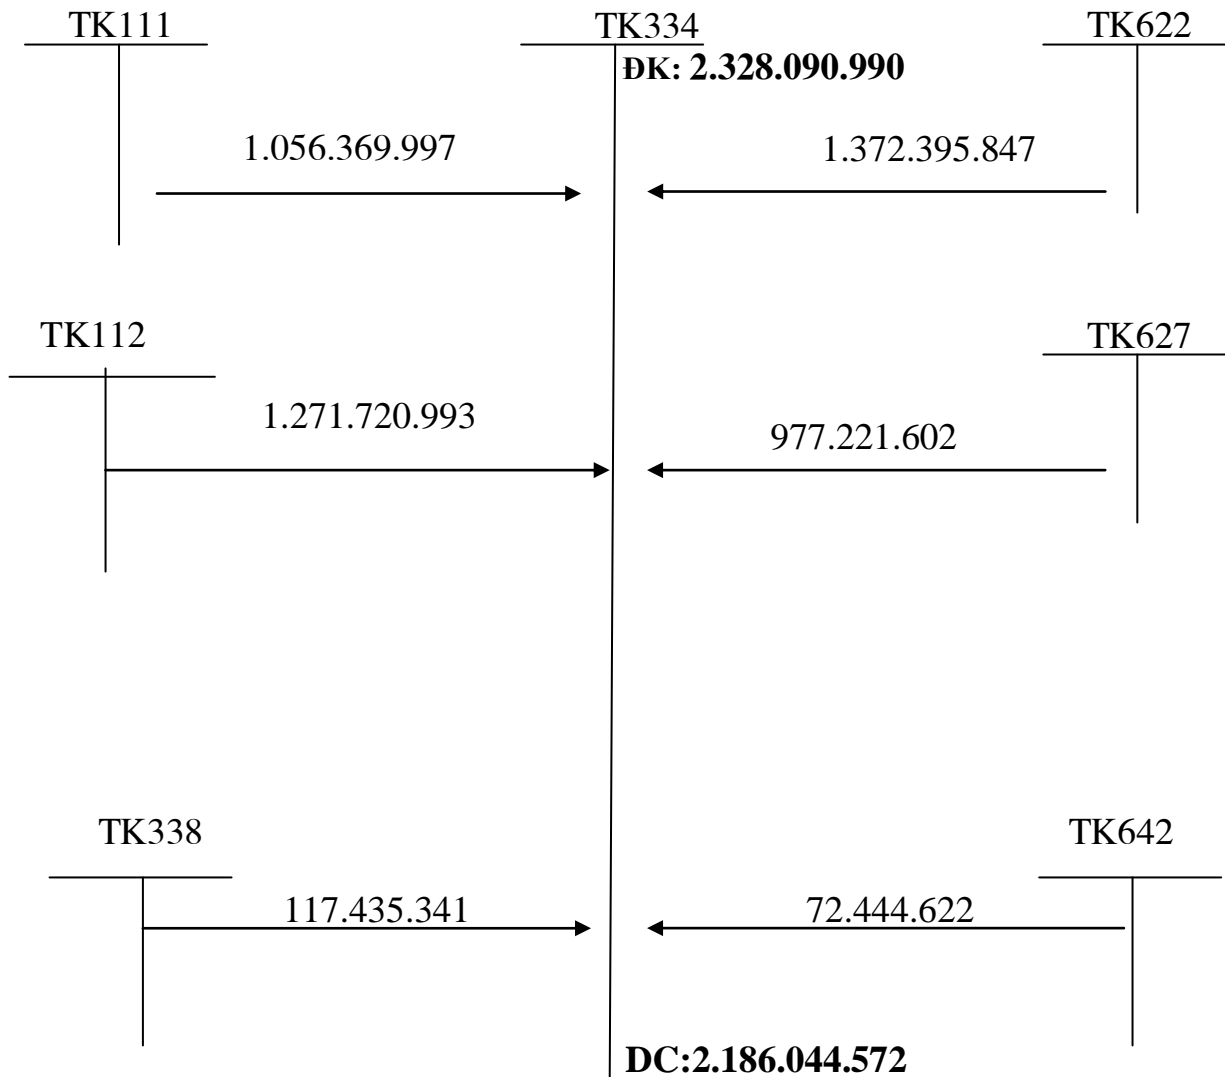 TK111
TK334
TK622
ĐK: 2.328.090.990
1.056.369.997
1.372.395.847
TK112
TK627
1.271.720.993
977.221.602
TK338
TK642
117.435.341
72.444.622
DC:2.186.044.572